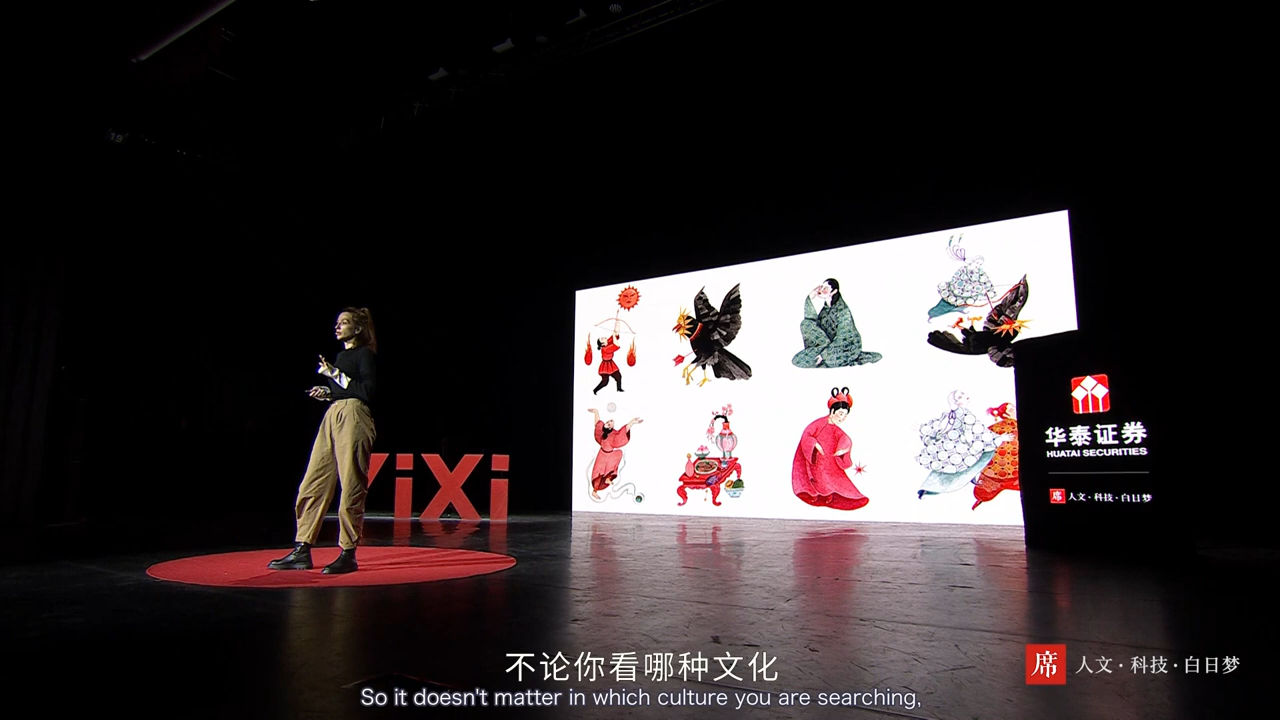 YiXi
华泰证券
HUATAI SECURITIES
席 人文·科技·白日梦
不论你看哪种文化
So it doesn't matter in which culture you are searching,
席 人文·科技·白日梦